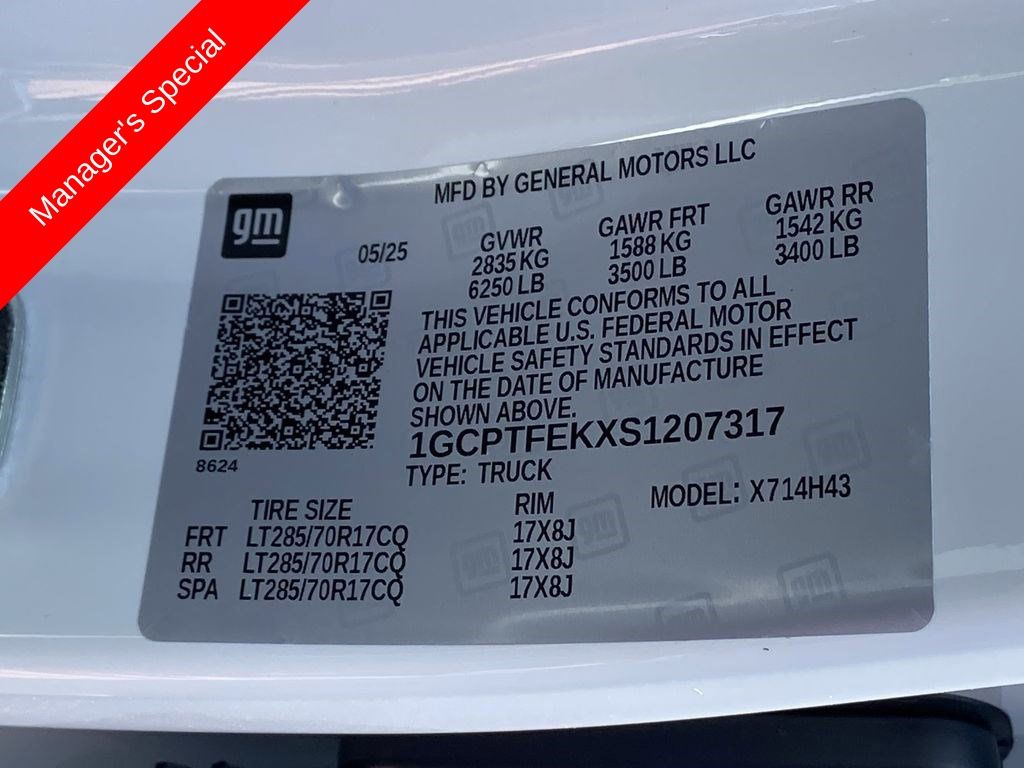 Manager's Special
gm
MFD BY GENERAL MOTORS LLC
05/25
GVWR
2835 KG
6250 LB
GAWR FRT
1588 KG
3500 LB
GAWR RR
1542 KG
3400 LB
THIS VEHICLE CONFORMS TO ALL
APPLICABLE U.S. FEDERAL MOTOR
VEHICLE SAFETY STANDARDS IN EFFECT
ON THE DATE OF MANUFACTURE
SHOWN ABOVE.
1GCPTFEKXS1207317
8624
TYPE: TRUCK
MODEL: X714H43
TIRE SIZE RIM
FRT LT285/70R17CQ 17X8J
RR LT285/70R17CQ 17X8J
SPA LT285/70R17CQ 17X8J